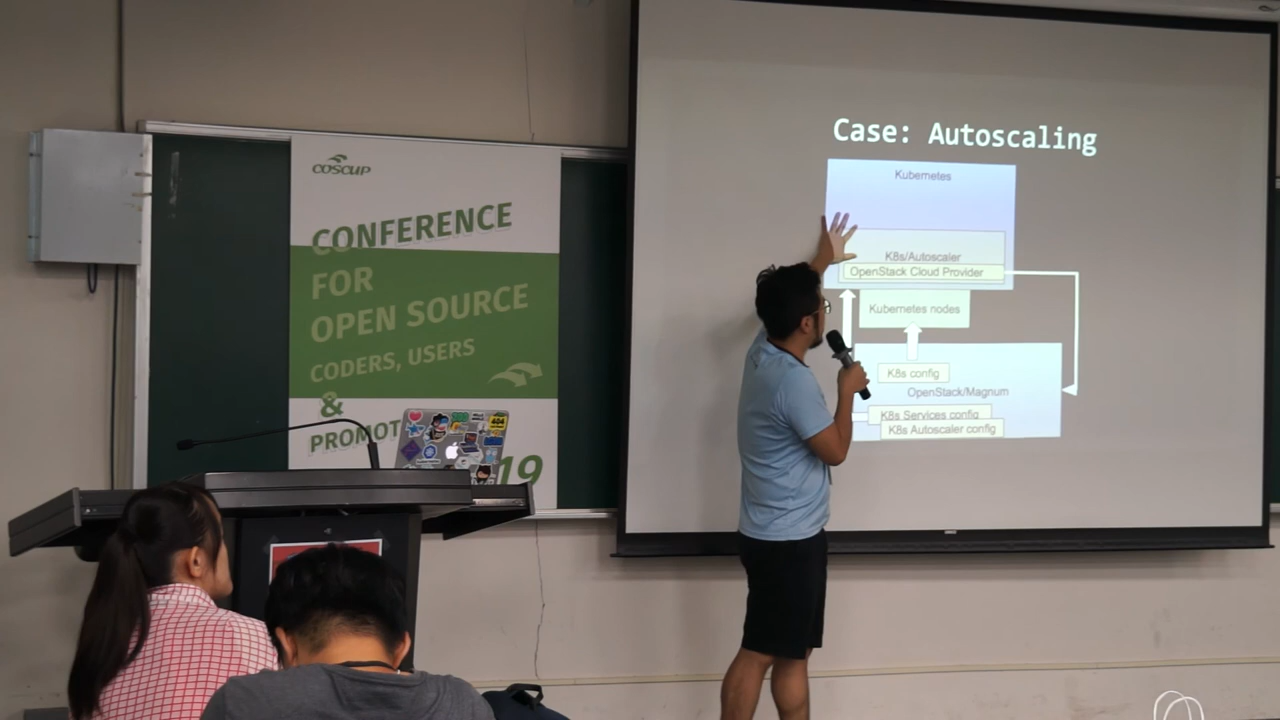 COSCUP
CONFERENCE
FOR
OPEN SOURCE
CODERS, USERS
&
PROMOT
19
404
Case: Autoscaling
Kubernetes
K8s/Autoscaler
OpenStack Cloud Provider
Kubernetes nodes
K8s config
OpenStack/Magnum
K8s Services config
K8s Autoscaler config